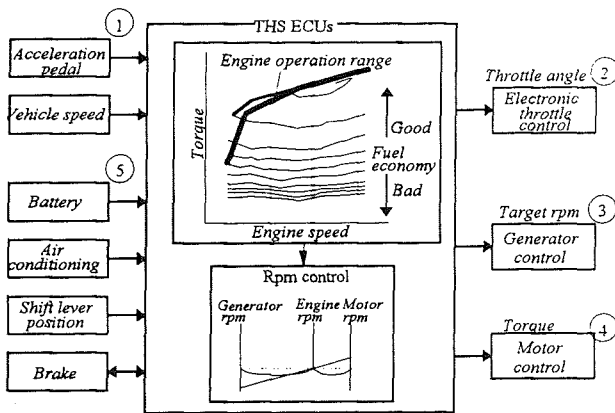 THS ECUs
1
Acceleration
pedal
Vehicle speed
5
Battery
Air
conditioning
Shift lever
position
Brake
Engine operation range
Torque
Good
Fuel
economy
Bad
Engine speed
Rpm control
Generator
rpm
Engine
rpm
Motor
rpm
2
Throttle angle
Electronic
throttle
control
3
Target rpm
Generator
control
Torque
4
Motor
control